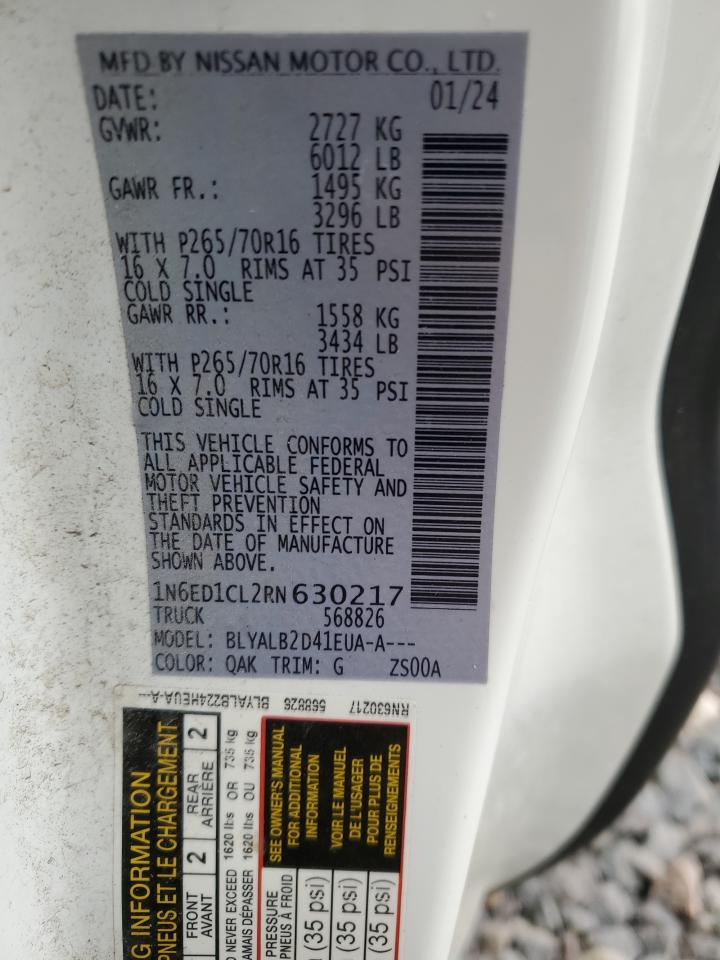 MFD BY NISSAN MOTOR CO., LTD.
DATE: 01/24
GVWR: 2727 KG
6012 LB
GAWR FR.: 1495 KG
3296 LB
WITH P265/70R16 TIRES
16 X 7.0 RIMS AT 35 PSI
COLD SINGLE
GAWR RR.: 1558 KG
3434 LB
WITH P265/70R16 TIRES
16 X 7.0 RIMS AT 35 PSI
COLD SINGLE
THIS VEHICLE CONFORMS TO
ALL APPLICABLE FEDERAL
MOTOR VEHICLE SAFETY AND
THEFT PREVENTION
STANDARDS IN EFFECT ON
THE DATE OF MANUFACTURE
SHOWN ABOVE.
1N6ED1CL2RN630217
TRUCK 568826
MODEL: BLYALB2D41EUA-A---
COLOR: QAK TRIM: G ZS00A
RN630217 568826 BLYALBZZ4HEUA-A---
G INFORMATION
PNEUS ET LE CHARGEMENT
FRONT 2 REAR 2
AVANT ARRIÈRE
NEVER EXCEED 1620 lbs OR 735 kg
JAMAIS DÉPASSER 1620 lbs OU 735 kg
SEE OWNER'S MANUAL
FOR ADDITIONAL
INFORMATION
VOIR LE MANUEL
DE L'USAGER
POUR PLUS DE
RENSEIGNEMENTS
PRESSURE
PNEUS À FROID
(35 psi)
(35 psi)
(35 psi)